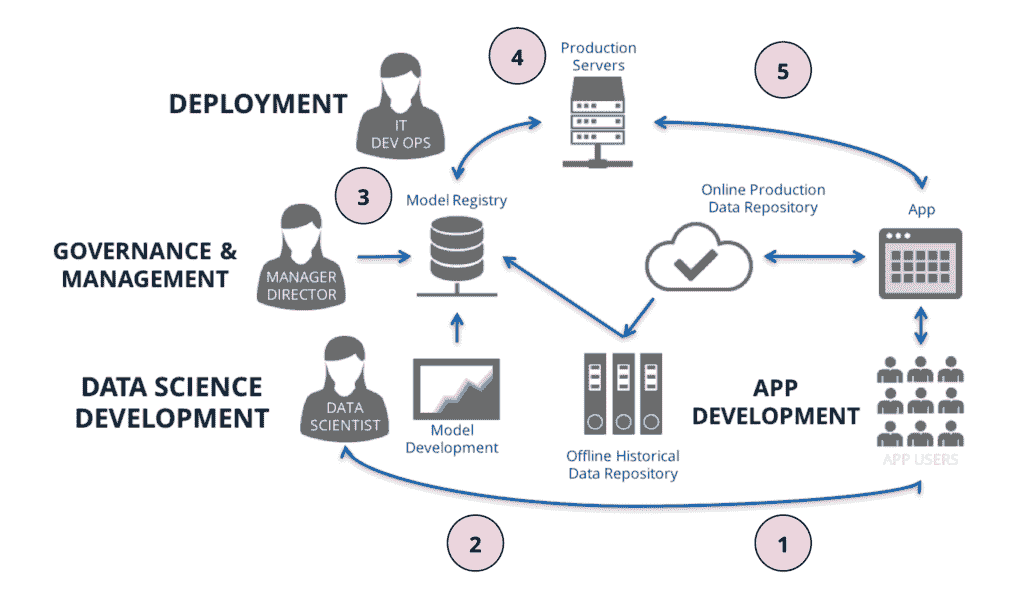 4
Production
Servers
5
DEPLOYMENT
IT
DEV OPS
3
Model Registry
Online Production
Data Repository
App
GOVERNANCE &
MANAGEMENT
MANAGER
DIRECTOR
DATA SCIENCE
DEVELOPMENT
DATA
SCIENTIST
Model
Development
Offline Historical
Data Repository
APP
DEVELOPMENT
APP USERS
2
1